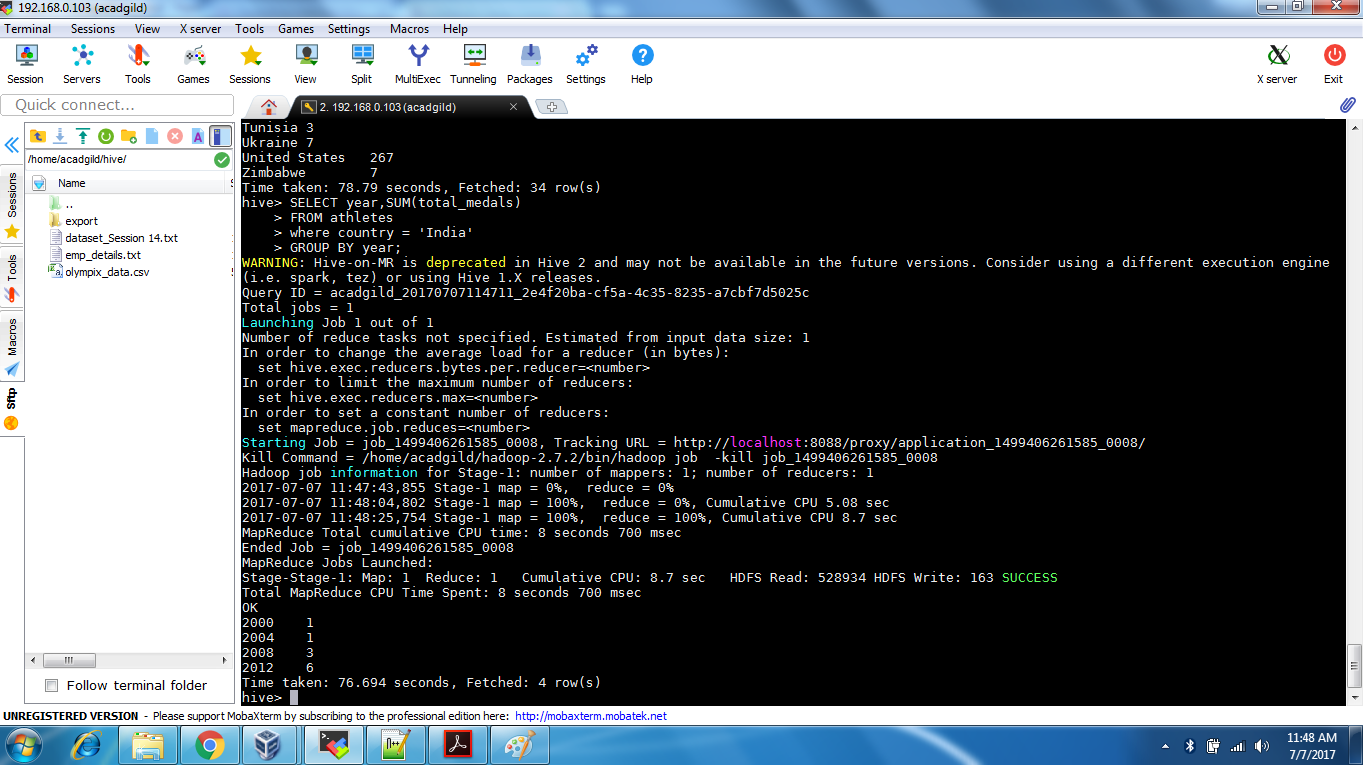 192.168.0.103 (acadgild)
Terminal Sessions View X server Tools Games Settings Macros Help
Session Servers Tools Games Sessions View Split MultiExec Tunneling Packages Settings Help X server Exit
Quick connect...
2. 192.168.0.103 (acadgild)
/home/acadgild/hive/
Name
..
export
dataset_Session 14.txt
emp_details.txt
olympix_data.csv
Sessions
Tools
Macros
Sftp
Follow terminal folder
Tunisia 3
Ukraine 7
United States   267
Zimbabwe        7
Time taken: 78.79 seconds, Fetched: 34 row(s)
hive> SELECT year,SUM(total_medals)
    > FROM athletes
    > where country = 'India'
    > GROUP BY year;
WARNING: Hive-on-MR is deprecated in Hive 2 and may not be available in the future versions. Consider using a different execution engine
(i.e. spark, tez) or using Hive 1.X releases.
Query ID = acadgild_20170707114711_2e4f20ba-cf5a-4c35-8235-a7cbf7d5025c
Total jobs = 1
Launching Job 1 out of 1
Number of reduce tasks not specified. Estimated from input data size: 1
In order to change the average load for a reducer (in bytes):
  set hive.exec.reducers.bytes.per.reducer=<number>
In order to limit the maximum number of reducers:
  set hive.exec.reducers.max=<number>
In order to set a constant number of reducers:
  set mapreduce.job.reduces=<number>
Starting Job = job_1499406261585_0008, Tracking URL = http://localhost:8088/proxy/application_1499406261585_0008/
Kill Command = /home/acadgild/hadoop-2.7.2/bin/hadoop job  -kill job_1499406261585_0008
Hadoop job information for Stage-1: number of mappers: 1; number of reducers: 1
2017-07-07 11:47:43,855 Stage-1 map = 0%,  reduce = 0%
2017-07-07 11:48:04,802 Stage-1 map = 100%,  reduce = 0%, Cumulative CPU 5.08 sec
2017-07-07 11:48:25,754 Stage-1 map = 100%,  reduce = 100%, Cumulative CPU 8.7 sec
MapReduce Total cumulative CPU time: 8 seconds 700 msec
Ended Job = job_1499406261585_0008
MapReduce Jobs Launched:
Stage-Stage-1: Map: 1  Reduce: 1   Cumulative CPU: 8.7 sec   HDFS Read: 528934 HDFS Write: 163 SUCCESS
Total MapReduce CPU Time Spent: 8 seconds 700 msec
OK
2000    1
2004    1
2008    3
2012    6
Time taken: 76.694 seconds, Fetched: 4 row(s)
hive>
UNREGISTERED VERSION - Please support MobaXterm by subscribing to the professional edition here: http://mobaxterm.mobatek.net
11:48 AM
7/7/2017